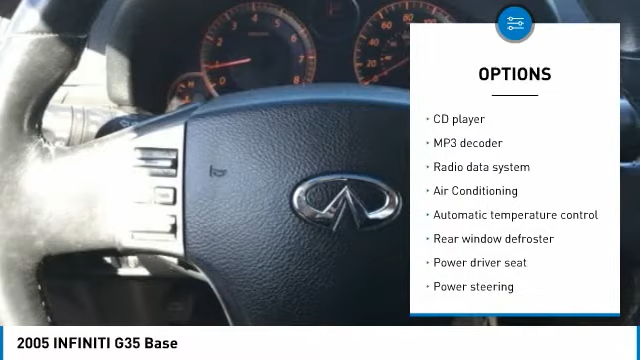 OPTIONS
• CD player
• MP3 decoder
• Radio data system
• Air Conditioning
• Automatic temperature control
• Rear window defroster
• Power driver seat
• Power steering
2005 INFINITI G35 Base